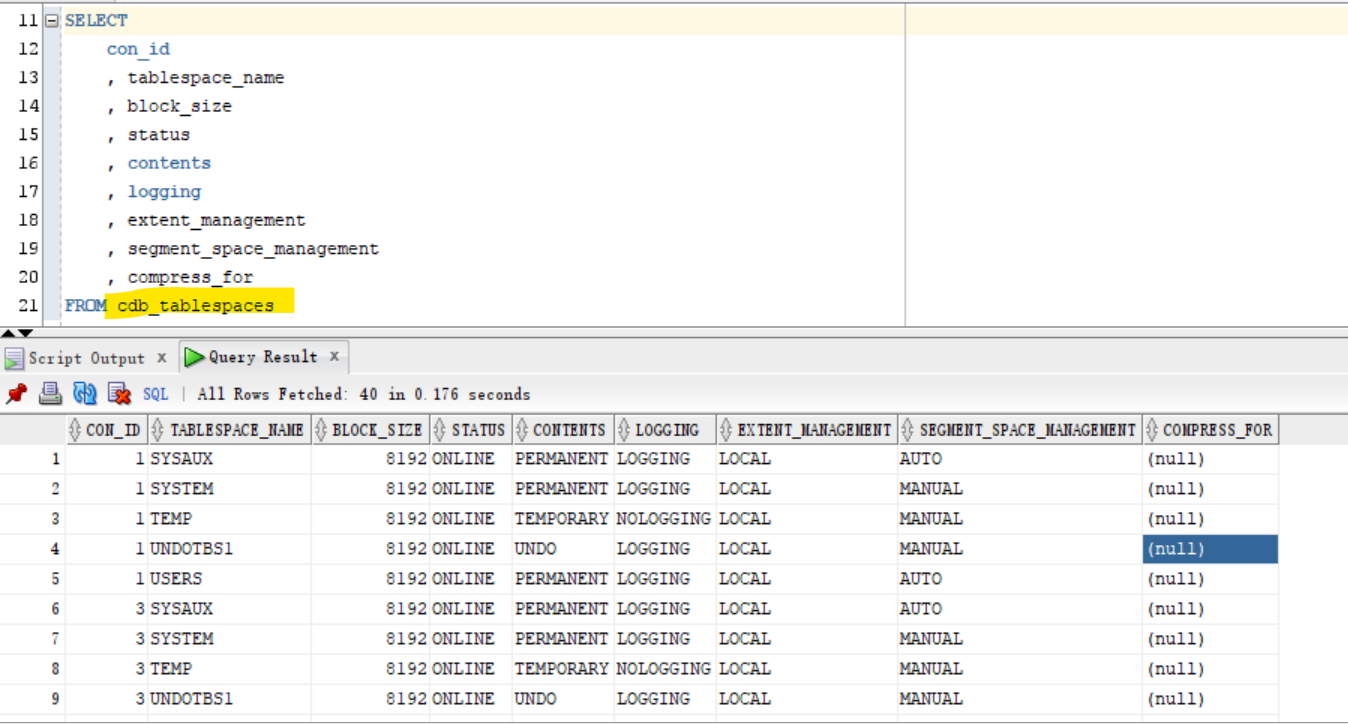 11 SELECT
12 con_id
13 , tablespace_name
14 , block_size
15 , status
16 , contents
17 , logging
18 , extent_management
19 , segment_space_management
20 , compress_for
21 FROM cdb_tablespaces
Script Output x Query Result x
SQL | All Rows Fetched: 40 in 0.176 seconds
CON_ID TABLESPACE_NAME BLOCK_SIZE STATUS CONTENTS LOGGING EXTENT_MANAGEMENT SEGMENT_SPACE_MANAGEMENT COMPRESS_FOR
1 1 SYSAUX 8192 ONLINE PERMANENT LOGGING LOCAL AUTO (null)
2 1 SYSTEM 8192 ONLINE PERMANENT LOGGING LOCAL MANUAL (null)
3 1 TEMP 8192 ONLINE TEMPORARY NOLOGGING LOCAL MANUAL (null)
4 1 UNDOTBS1 8192 ONLINE UNDO LOGGING LOCAL MANUAL (null)
5 1 USERS 8192 ONLINE PERMANENT LOGGING LOCAL AUTO (null)
6 3 SYSAUX 8192 ONLINE PERMANENT LOGGING LOCAL AUTO (null)
7 3 SYSTEM 8192 ONLINE PERMANENT LOGGING LOCAL MANUAL (null)
8 3 TEMP 8192 ONLINE TEMPORARY NOLOGGING LOCAL MANUAL (null)
9 3 UNDOTBS1 8192 ONLINE UNDO LOGGING LOCAL MANUAL (null)